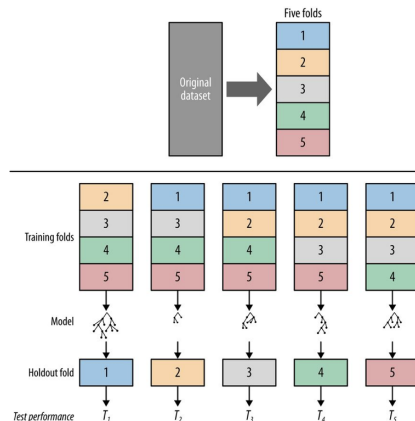 Five folds
1
2
Original
dataset
3
4
5
2 1 1 1 1
Training folds
3 3 2 2 2
4 4 4 3 3
5 5 5 5 4
Model
Holdout fold 1 2 3 4 5
Test performance T1 T2 T3 T4 T5